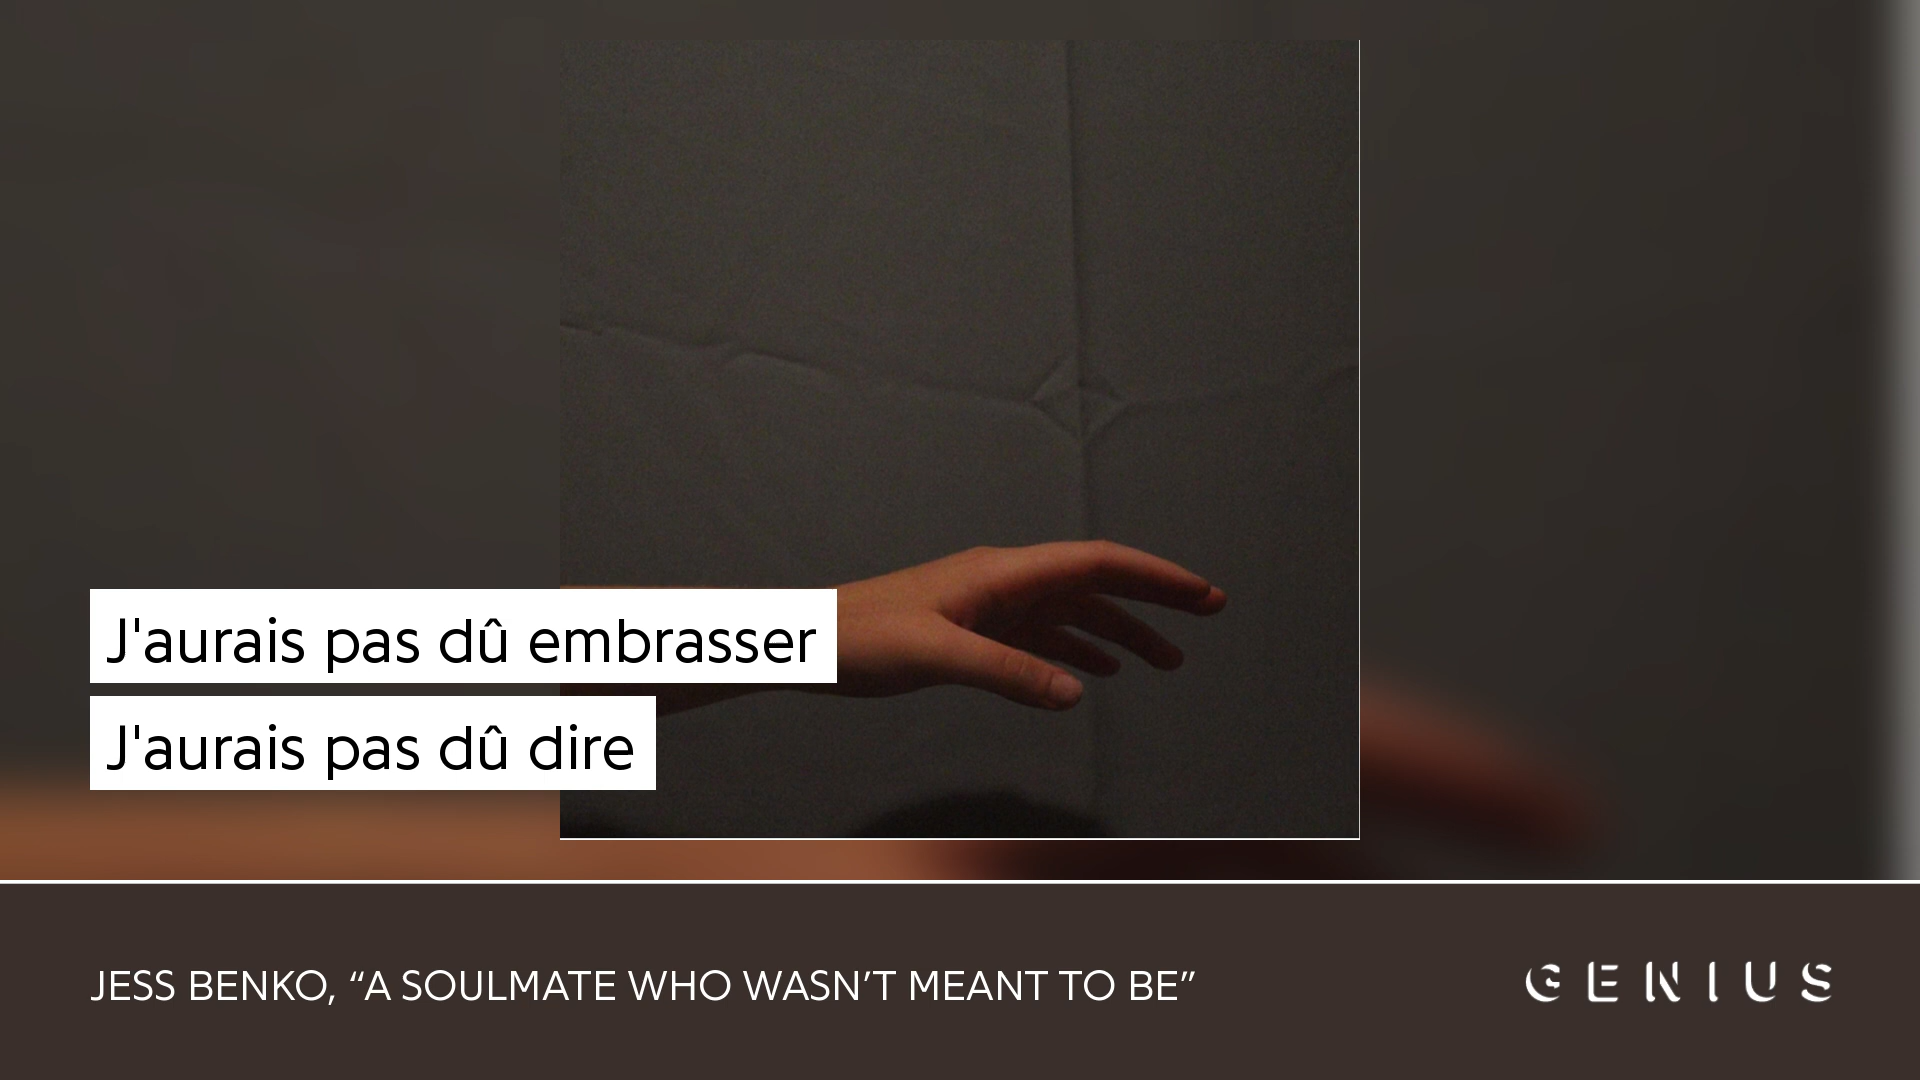 J'aurais pas dû embrasser
J'aurais pas dû dire
JESS BENKO, “A SOULMATE WHO WASN’T MEANT TO BE”
GENIUS